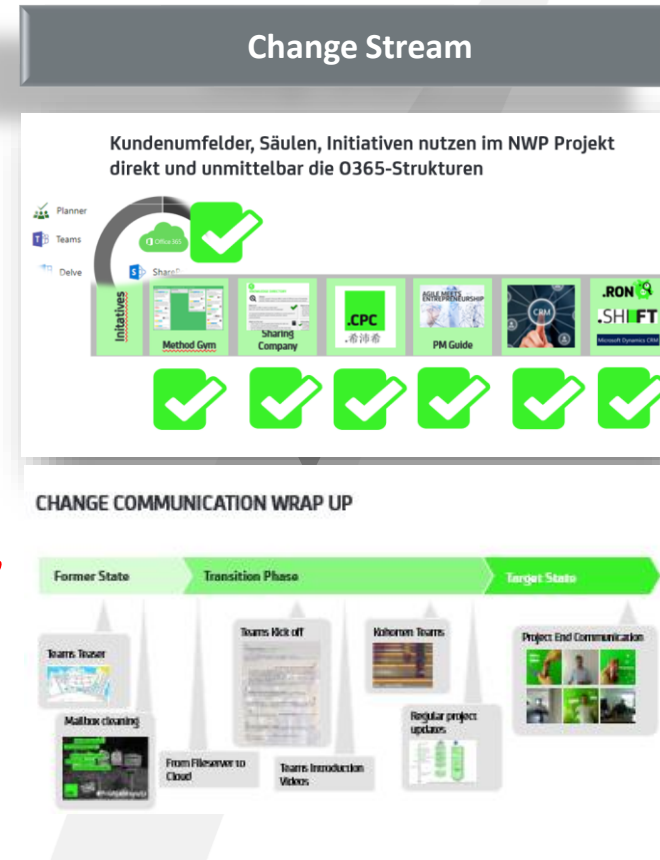 Change Stream
Kundenumfelder, Säulen, Initiativen nutzen im NWP Projekt
direkt und unmittelbar die O365-Strukturen
Planner
Teams
Delve
Office 365
Initatives
Method Gym
Sharing
Company
.CPC
AGILE MEETS
ENTREPRENEURSHIP
PM Guide
CRM
.RON
.SHIFT
Microsoft Dynamics CRM
CHANGE COMMUNICATION WRAP UP
Former State
Transition Phase
Target State
Teams Teaser
Teams Kick off
Kohorten Teams
Project End Communication
Mailbox cleaning
Regular project
updates
From Fileserver to
Cloud
Teams Introduction
Videos